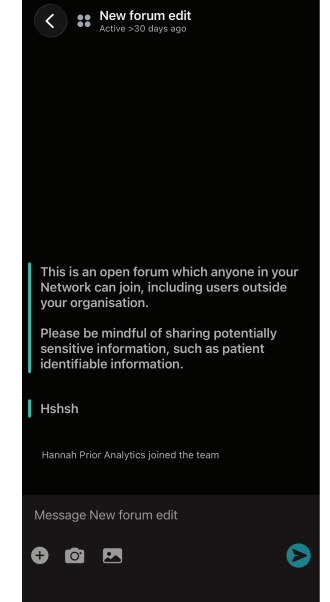 New forum edit
Active >30 days ago
This is an open forum which anyone in your
Network can join, including users outside
your organisation.
Please be mindful of sharing potentially
sensitive information, such as patient
identifiable information.
Hshsh
Hannah Prior Analytics joined the team
Message New forum edit